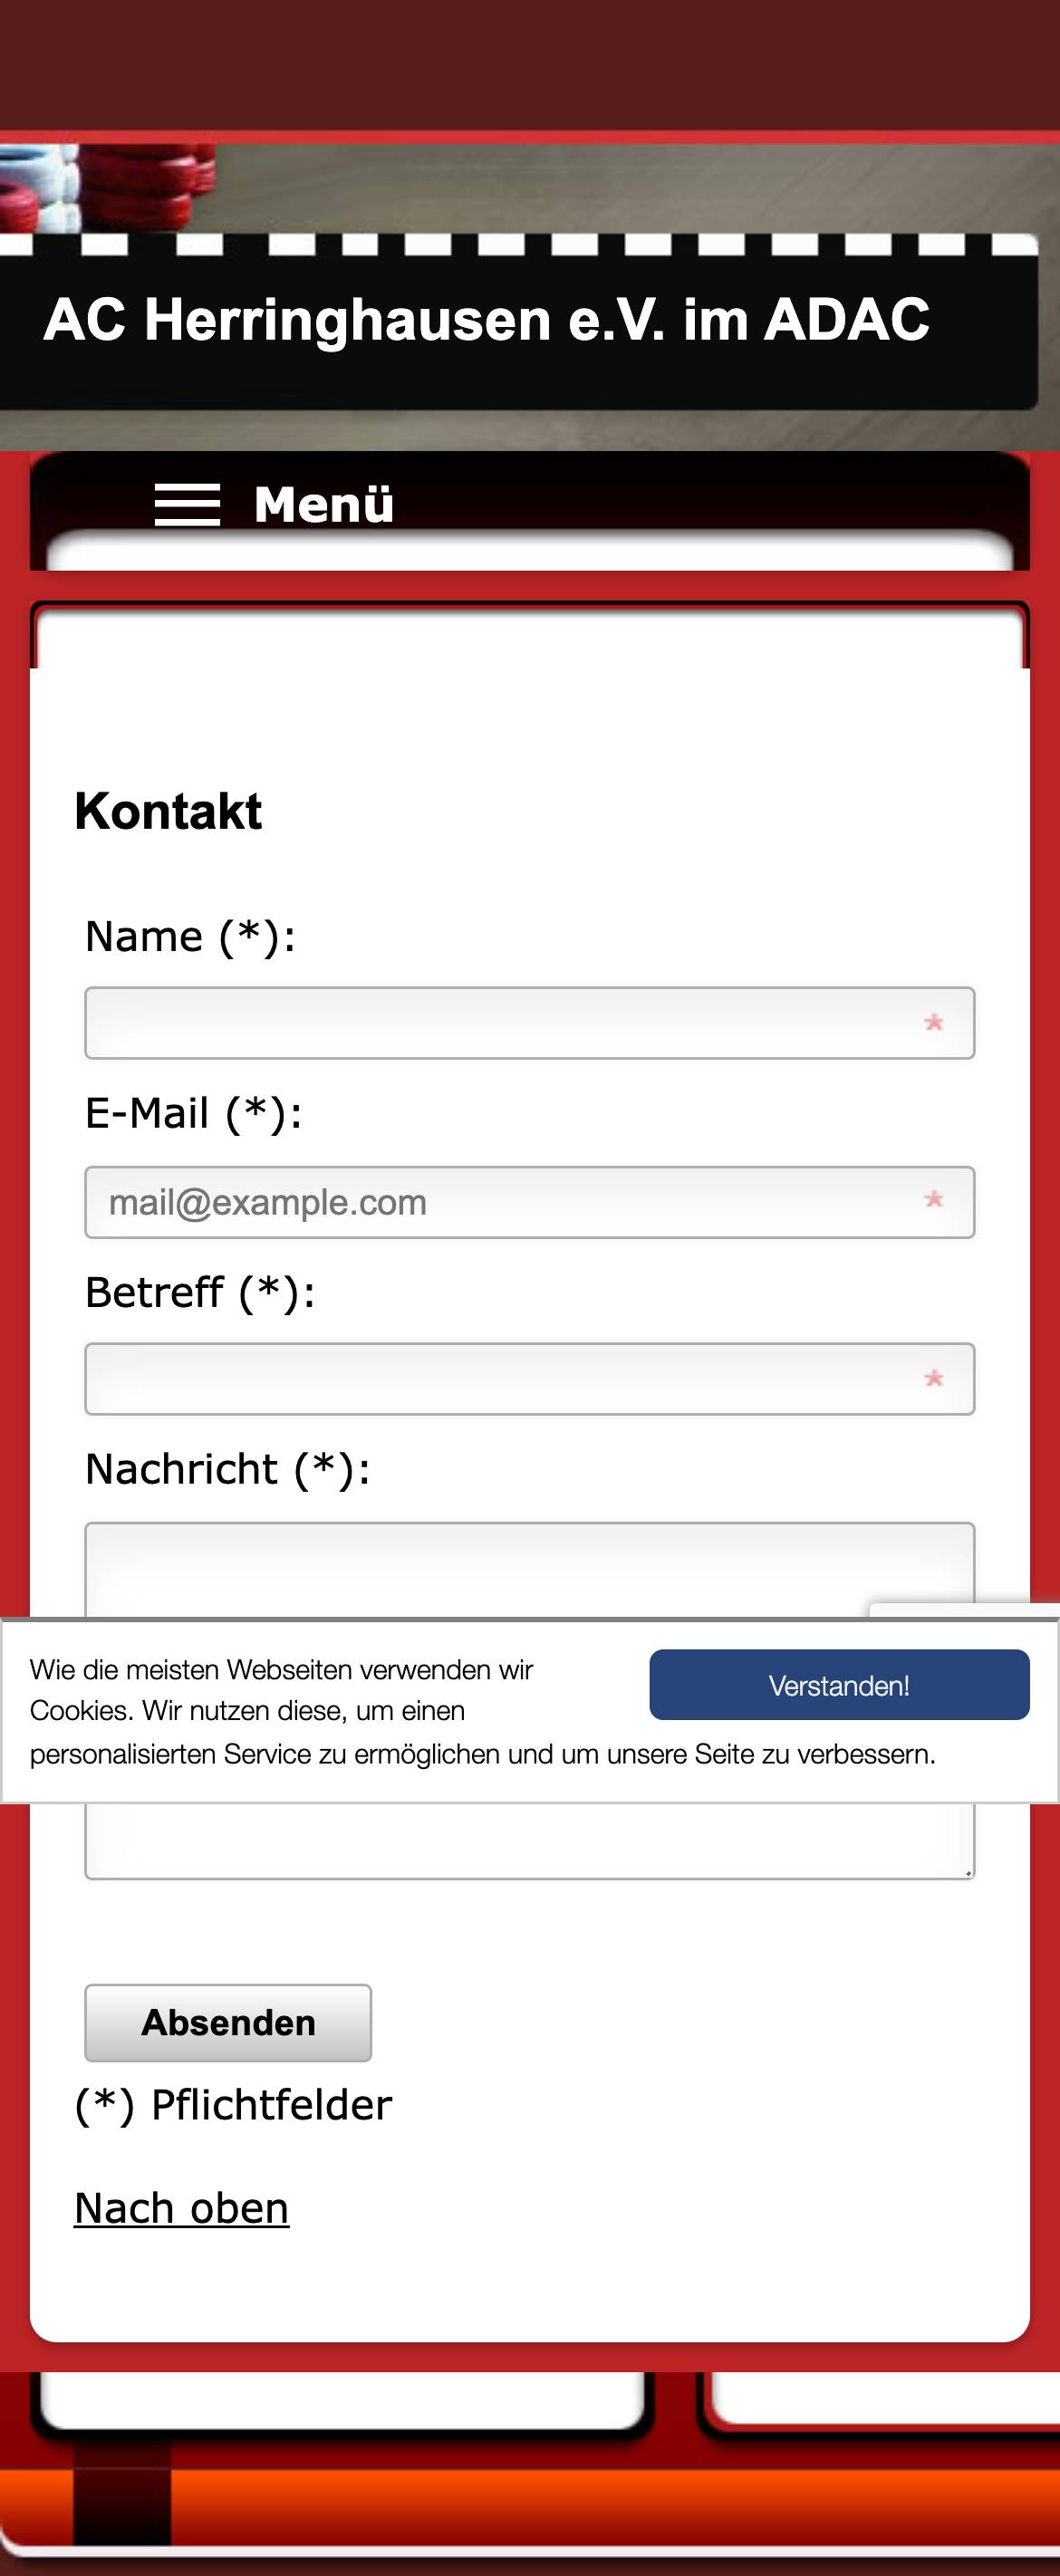 AC Herringhausen e.V. im ADAC
Menü
Kontakt
Name (*):
*
E-Mail (*):
mail@example.com *
Betreff (*):
*
Nachricht (*):
Wie die meisten Webseiten verwenden wir
Cookies. Wir nutzen diese, um einen
personalisierten Service zu ermöglichen und um unsere Seite zu verbessern.
Verstanden!
Absenden
(*) Pflichtfelder
Nach oben